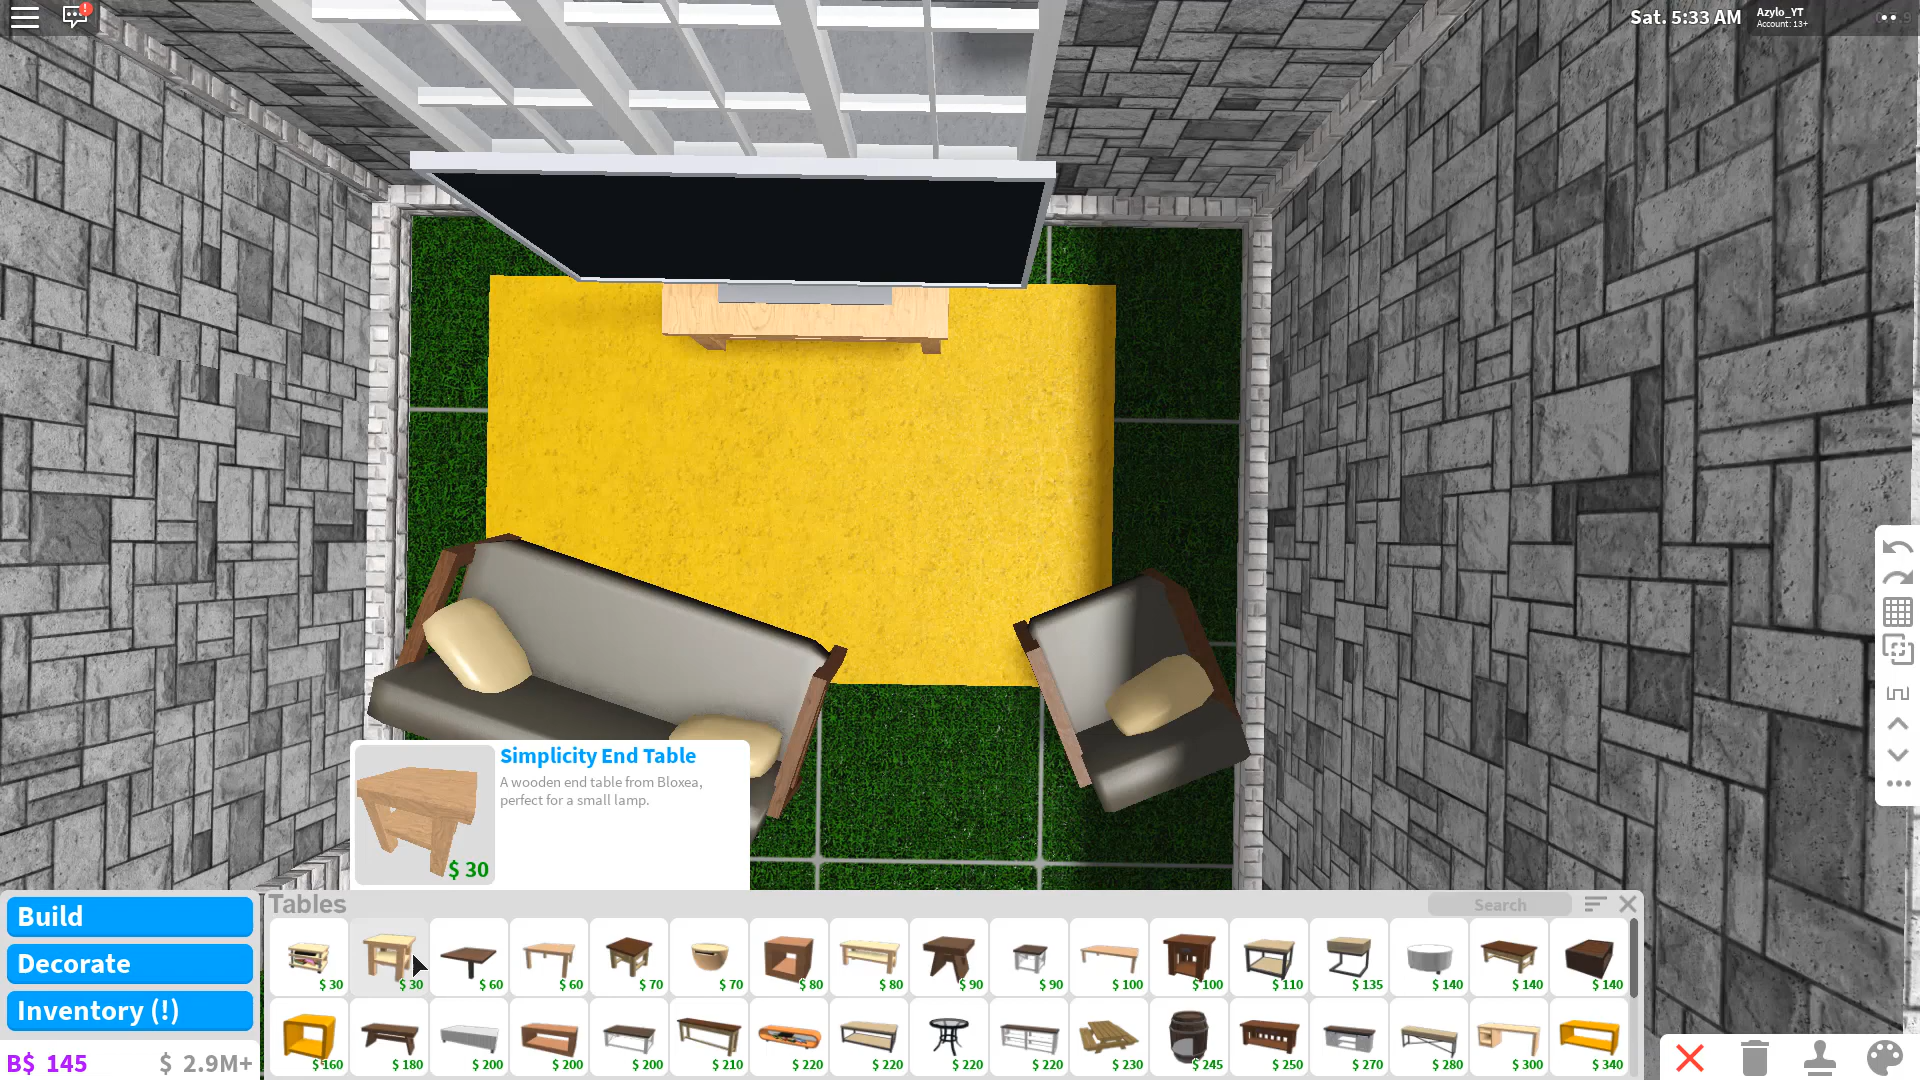 Sat. 5:33 AM
Azylo_YT
Account: 13+
Simplicity End Table
A wooden end table from Bloxea,
perfect for a small lamp.
$ 30
Build
Decorate
Inventory (!)
B$ 145
$ 2.9M+
Tables
Search
$ 30
$ 30
$ 60
$ 60
$ 70
$ 70
$ 80
$ 80
$ 90
$ 90
$ 100
$ 100
$ 110
$ 135
$ 140
$ 140
$ 140
$ 160
$ 180
$ 200
$ 200
$ 200
$ 210
$ 220
$ 220
$ 220
$ 220
$ 230
$ 245
$ 250
$ 270
$ 280
$ 300
$ 340